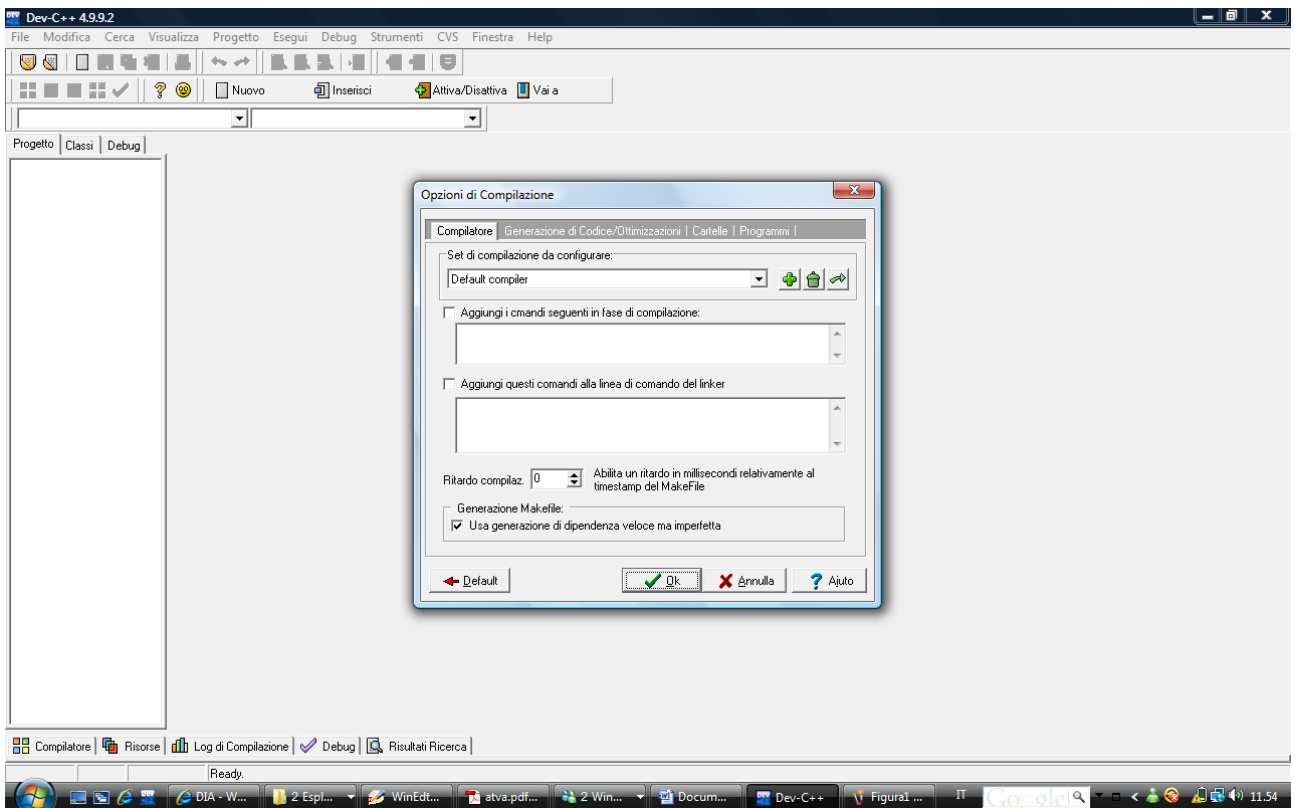 Dev-C++ 4.9.9.2
File Modifica Cerca Visualizza Progetto Esegui Debug Strumenti CVS Finestra Help
Nuovo Inserisci Attiva/Disattiva Vai a
Progetto Classi Debug
Opzioni di Compilazione
Compilatore Generazione di Codice/Ottimizzazioni Cartelle Programmi
Set di compilazione da configurare:
Default compiler
Aggiungi i cmandi seguenti in fase di compilazione:
Aggiungi questi comandi alla linea di comando del linker
Ritardo compilaz. 0 Abilita un ritardo in millisecondi relativamente al
timestamp del MakeFile
Generazione Makefile:
Usa generazione di dipendenza veloce ma imperfetta
Default Ok Annulla Aiuto
Compilatore Risorse Log di Compilazione Debug Risultati Ricerca
Ready.
DIA - W... 2 Espl... WinEdt... atva.pdf... 2 Win... Docum... Dev-C++ Figura1 ... IT Google 11.54